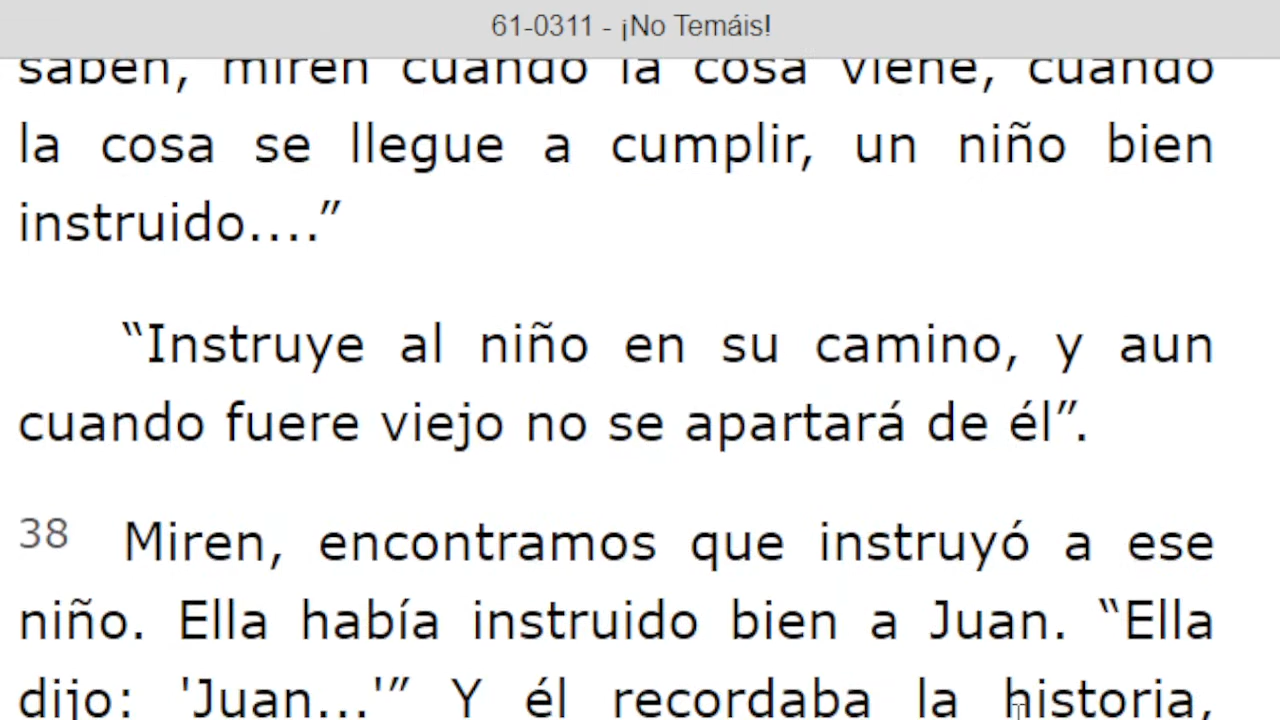 61-0311 - ¡No Temáis!
saben, miren cuando la cosa viene, cuando
la cosa se llegue a cumplir, un niño bien
instruido....”
“Instruye al niño en su camino, y aun
cuando fuere viejo no se apartará de él”.
38 Miren, encontramos que instruyó a ese
niño. Ella había instruido bien a Juan. “Ella
dijo: 'Juan...'” Y él recordaba la historia,